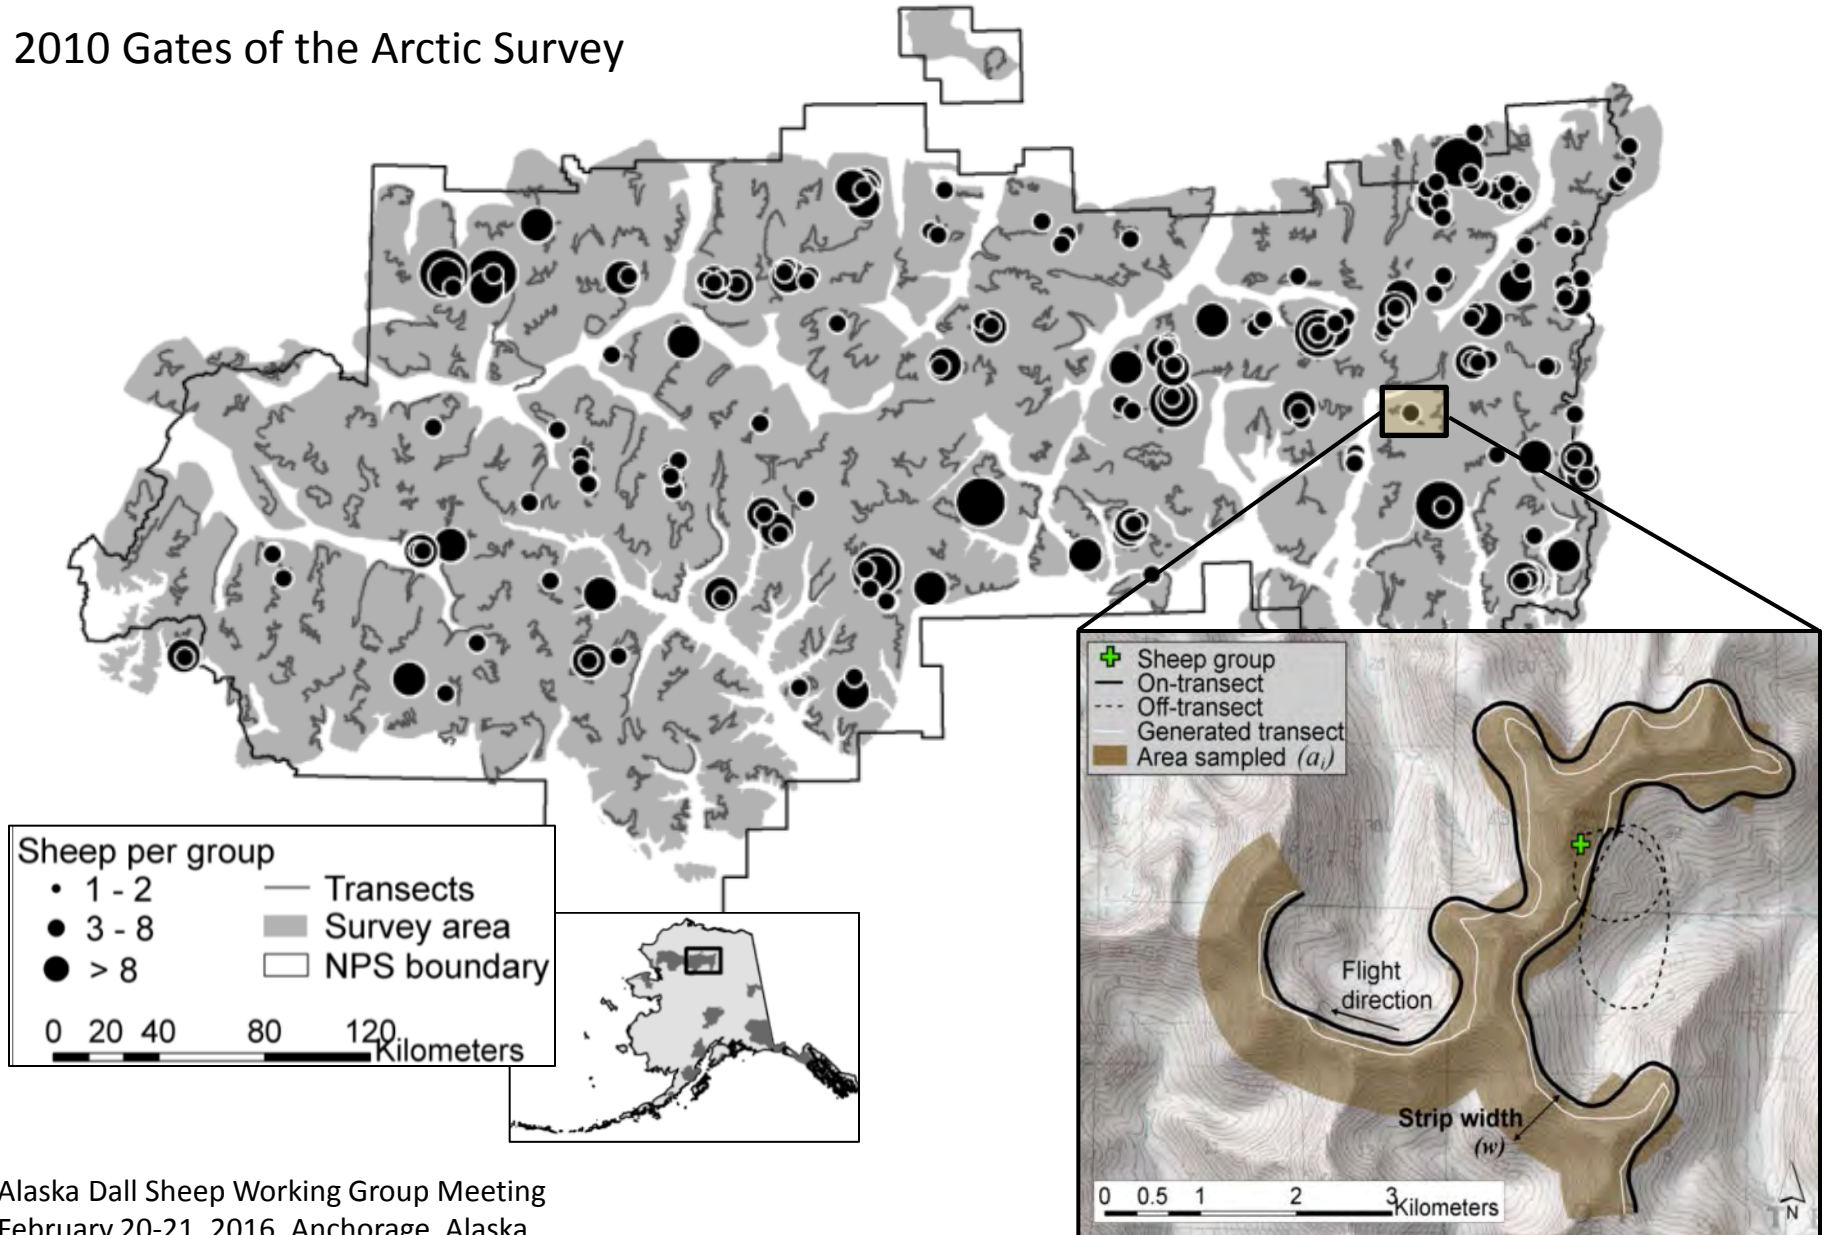 2010 Gates of the Arctic Survey
Sheep per group
1 - 2
3 - 8
> 8
Transects
Survey area
NPS boundary
0 20 40 80 120 Kilometers
Sheep group
On-transect
Off-transect
Generated transect
Area sampled (aᵢ)
Flight
direction
Strip width
(w)
0 0.5 1 2 3 Kilometers
N
Alaska Dall Sheep Working Group Meeting
February 20-21, 2016, Anchorage, Alaska